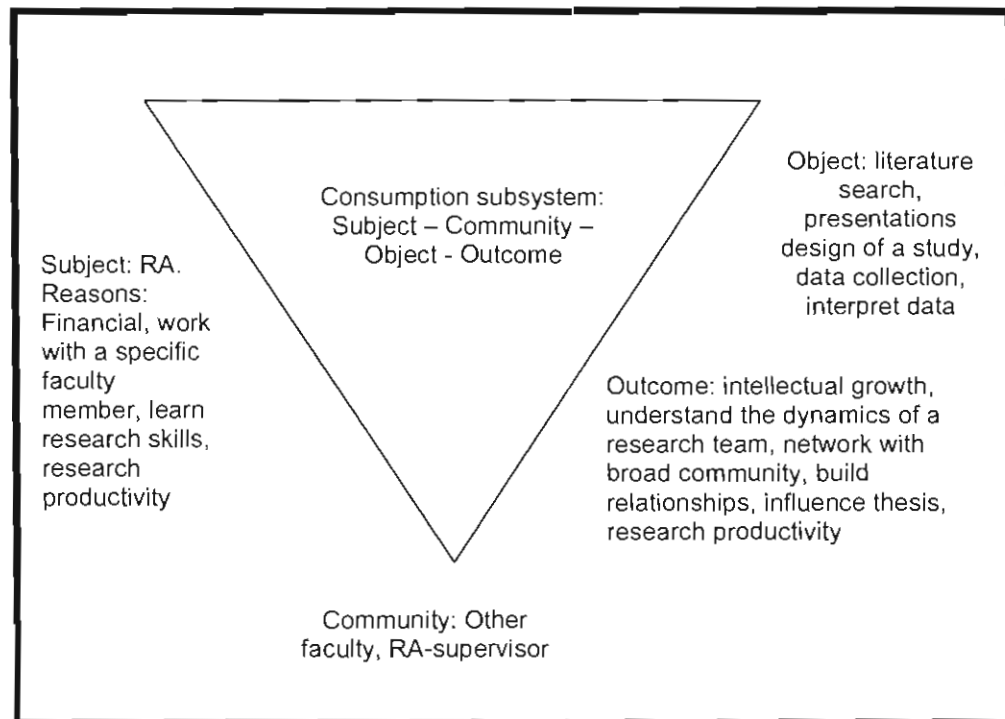 Consumption subsystem:
Subject – Community –
Object - Outcome
Object: literature
search,
presentations
design of a study,
data collection,
interpret data
Subject: RA.
Reasons:
Financial, work
with a specific
faculty
member, learn
research skills,
research
productivity
Outcome: intellectual growth,
understand the dynamics of a
research team, network with
broad community, build
relationships, influence thesis,
research productivity
Community: Other
faculty, RA-supervisor